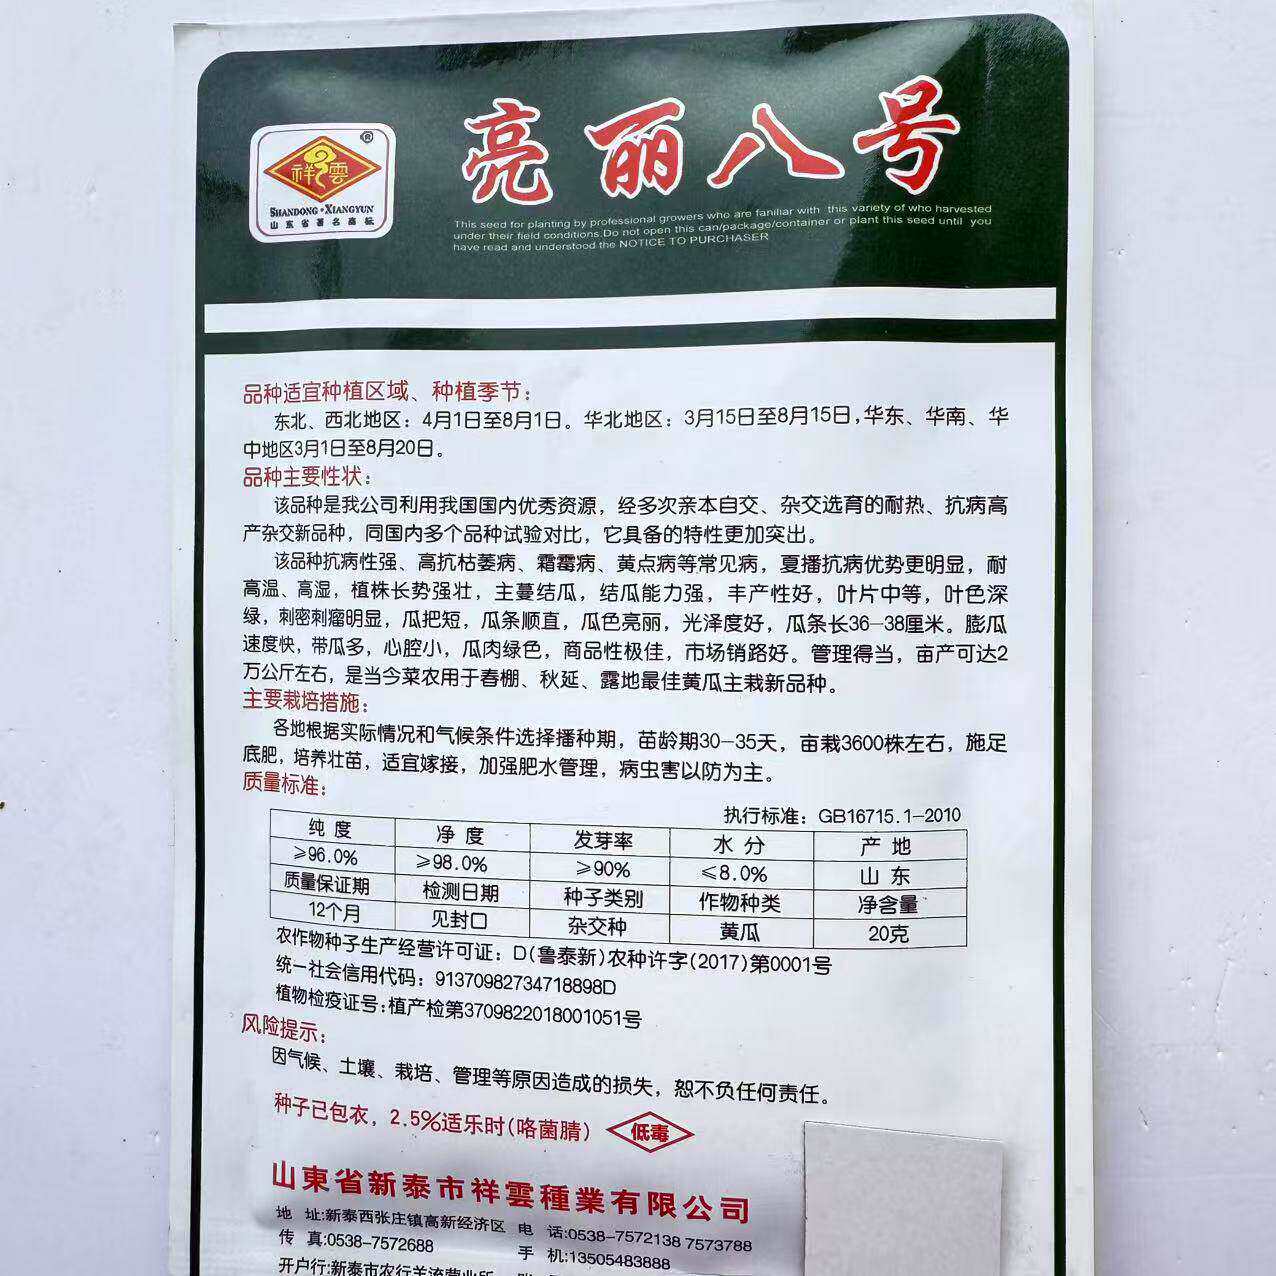 亮丽八号
祥雲
®
SHANDONG·XIANGYUN
山东省著名商标
This seed for planting by professional growers who are familiar with this variety of who harvested
under their field conditions.Do not open this can/package/container or plant this seed until you
have read and understood the NOTICE TO PURCHASER
品种适宜种植区域、种植季节：
东北、西北地区：4月1日至8月1日。华北地区：3月15日至8月15日,华东、华南、华
中地区3月1日至8月20日。
品种主要性状：
该品种是我公司利用我国国内优秀资源，经多次亲本自交、杂交选育的耐热、抗病高
产杂交新品种，同国内多个品种试验对比，它具备的特性更加突出。
该品种抗病性强、高抗枯萎病、霜霉病、黄点病等常见病，夏播抗病优势更明显，耐
高温、高湿，植株长势强壮，主蔓结瓜，结瓜能力强，丰产性好，叶片中等，叶色深
绿，刺密刺瘤明显，瓜把短，瓜条顺直，瓜色亮丽，光泽度好，瓜条长36-38厘米。膨瓜
速度快，带瓜多，心腔小，瓜肉绿色，商品性极佳，市场销路好。管理得当，亩产可达2
万公斤左右，是当今菜农用于春棚、秋延、露地最佳黄瓜主栽新品种。
主要栽培措施：
各地根据实际情况和气候条件选择播种期，苗龄期30-35天，亩栽3600株左右，施足
底肥，培养壮苗，适宜嫁接，加强肥水管理，病虫害以防为主。
质量标准：
执行标准：GB16715.1-2010
纯度 净度 发芽率 水分 产地
≥96.0% ≥98.0% ≥90% ≤8.0% 山东
质量保证期 检测日期 种子类别 作物种类 净含量
12个月 见封口 杂交种 黄瓜 20克
农作物种子生产经营许可证：D(鲁泰新)农种许字(2017)第0001号
统一社会信用代码：91370982734718898D
植物检疫证号:植产检第3709822018001051号
风险提示：
因气候、土壤、栽培、管理等原因造成的损失，恕不负任何责任。
种子已包衣，2.5%适乐时(咯菌腈) 低毒
山東省新泰市祥雲種業有限公司
地 址:新泰西张庄镇高新经济区 电 话:0538-7572138 7573788
传 真:0538-7572688 手 机:13505483888
开户行:新泰市农行羊流营业所